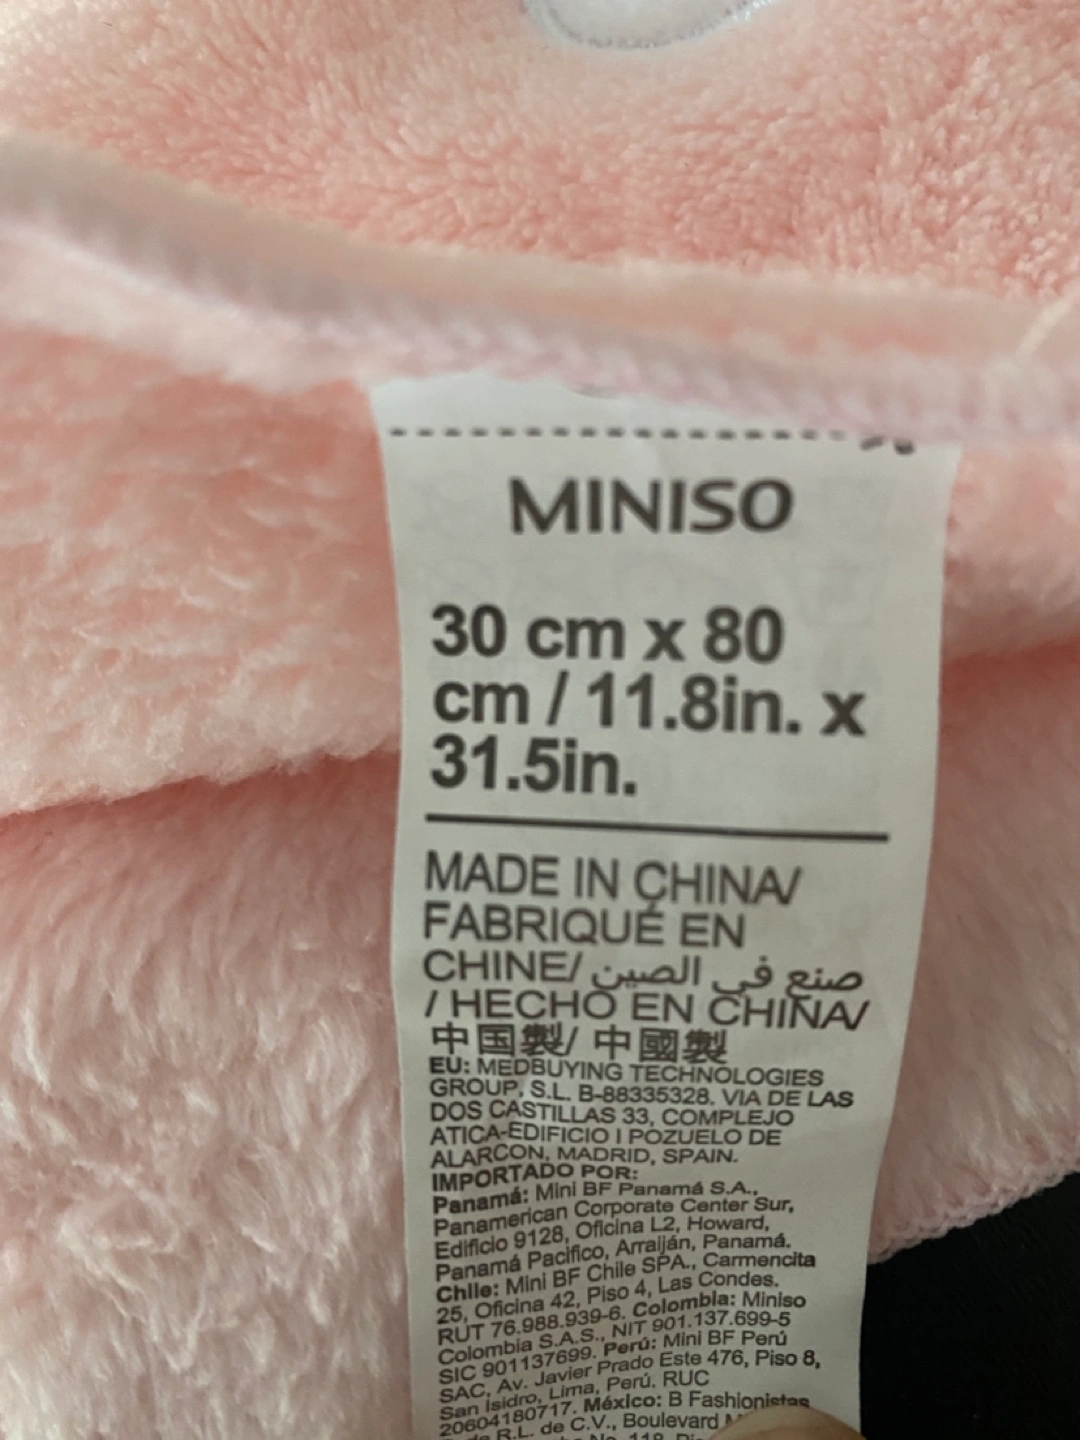 MINISO
30 cm x 80
cm / 11.8in. x
31.5in.
MADE IN CHINA/
FABRIQUÉ EN
CHINE/ صنع في الصين
/ HECHO EN CHINA/
中国製/ 中國製
EU: MEDBUYING TECHNOLOGIES
GROUP, S.L. B-88335328. VIA DE LAS
DOS CASTILLAS 33, COMPLEJO
ATICA-EDIFICIO I POZUELO DE
ALARCON, MADRID, SPAIN.
IMPORTADO POR:
Panamá: Mini BF Panamá S.A.,
Panamerican Corporate Center Sur,
Edificio 9128, Oficina L2, Howard,
Panamá Pacifico, Arraiján, Panamá.
Chile: Mini BF Chile SPA., Carmencita
25, Oficina 42, Piso 4, Las Condes.
RUT 76.988.939-6. Colombia: Miniso
Colombia S.A.S., NIT 901.137.699-5
SIC 901137699. Perú: Mini BF Perú
SAC, Av. Javier Prado Este 476, Piso 8,
San Isidro, Lima, Perú. RUC
20604180717. México: B Fashionistas
R.L. de C.V., Boulevard
No. 118